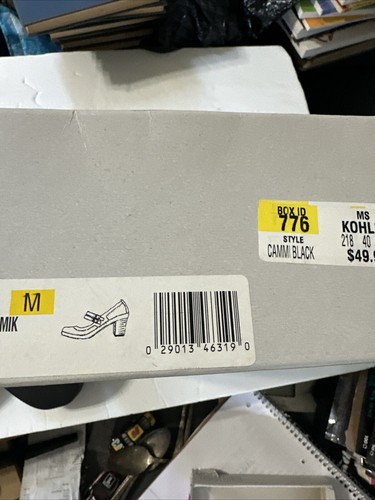 BOX ID
776
STYLE
CAMMI BLACK
MS
KOHL
218 40
$49.9
M
MIK
0 29013 46319 0